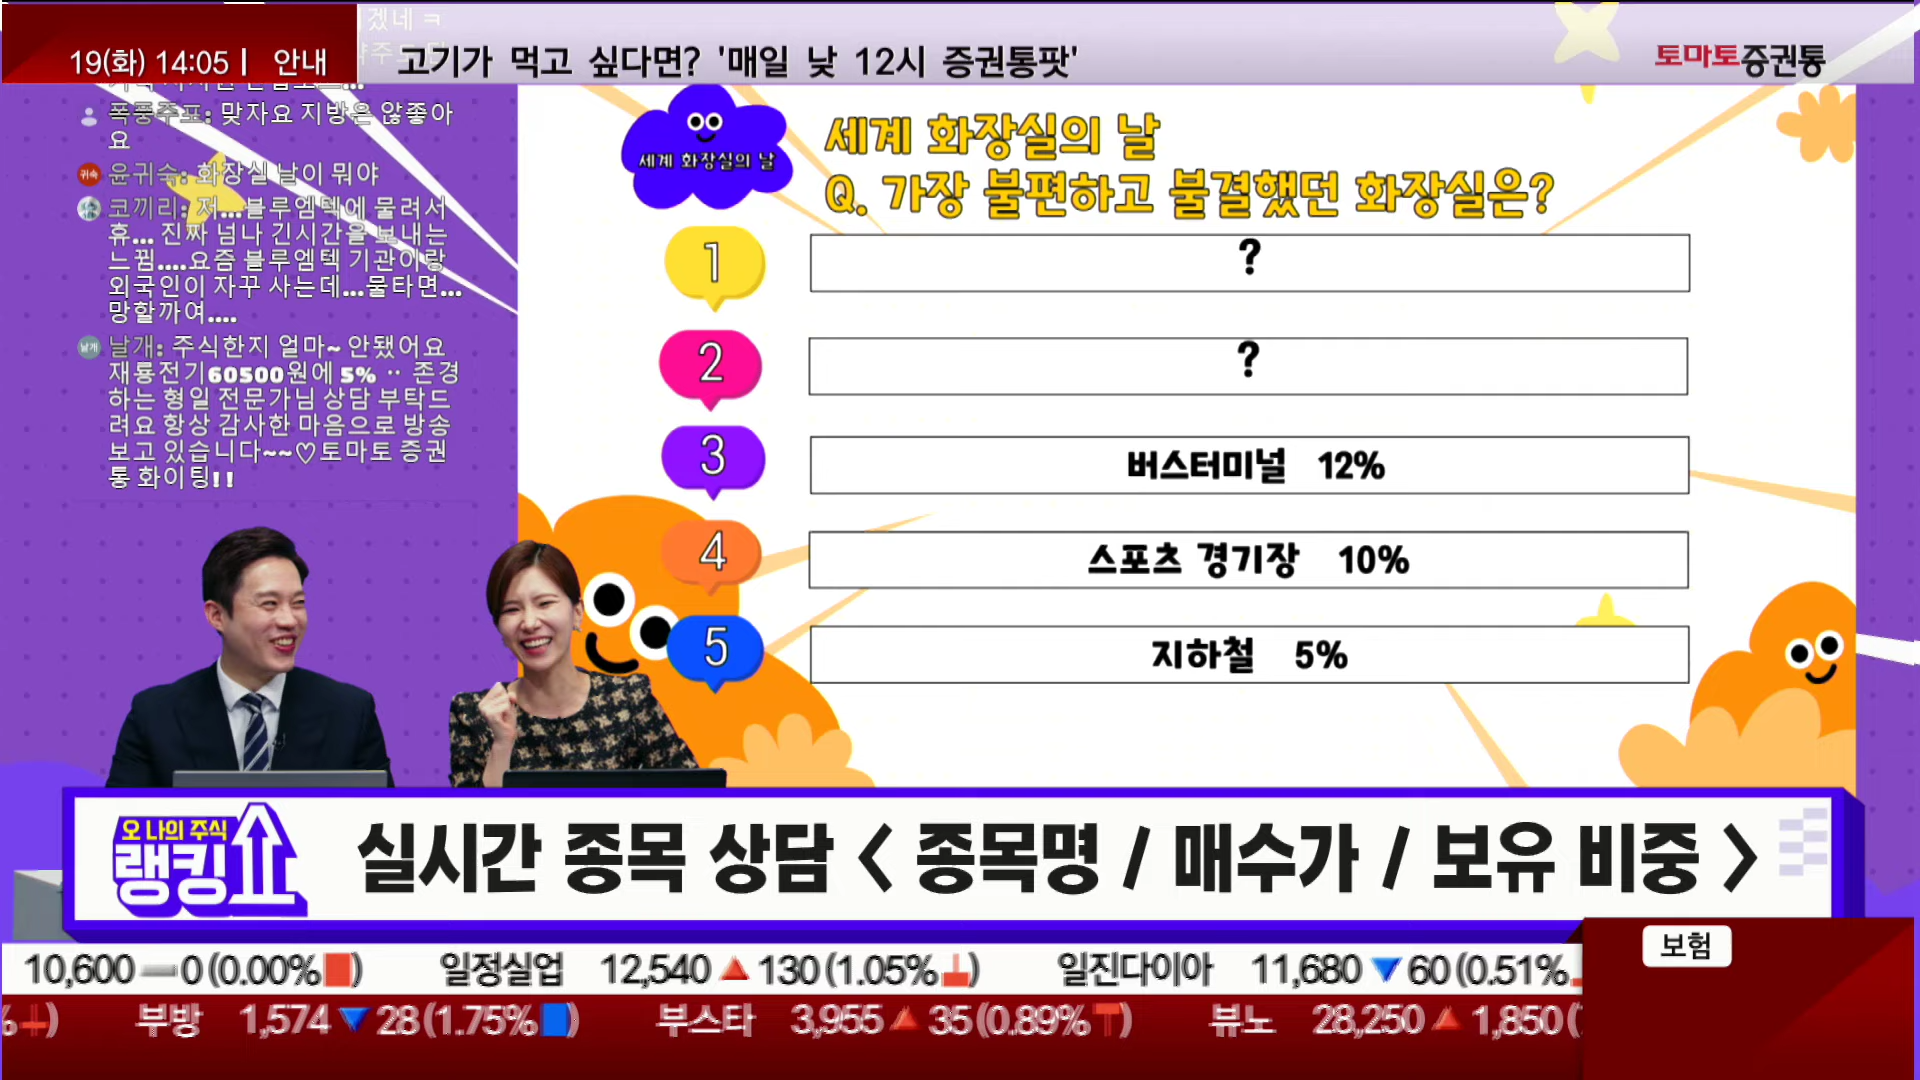 19(화) 14:05 | 안내
고기가 먹고 싶다면? '매일 낮 12시 증권통팟'
토마토증권통
겠네 ㅋ
폭풍주표: 맞자요 지방은 않좋아
요
귀숙
윤귀숙: 화장실 날이 뭐야
코끼리: 저...블루엠텍에 물려서
휴... 진짜 넘나 긴시간을 보내는
느낌....요즘 블루엠텍 기관이랑
외국인이 자꾸 사는데...물타면...
망할까여....
날개
날개: 주식한지 얼마~ 안됐어요
재룡전기60500원에 5% ·· 존경
하는 형일 전문가님 상담 부탁드
려요 항상 감사한 마음으로 방송
보고 있습니다~~♡토마토 증권
통 화이팅!!
세계 화장실의 날
세계 화장실의 날
Q. 가장 불편하고 불결했던 화장실은?
1 ?
2 ?
3 버스터미널 12%
4 스포츠 경기장 10%
5 지하철 5%
오 나의 주식
랭킹쇼
실시간 종목 상담 < 종목명 / 매수가 / 보유 비중 >
보험
10,600 0(0.00% ) 일정실업 12,540 ▲ 130(1.05% ) 일진다이아 11,680 ▼ 60(0.51%
% ) 부방 1,574 ▼ 28(1.75% ) 부스타 3,955 ▲ 35(0.89% ) 뷰노 28,250 ▲ 1,850(